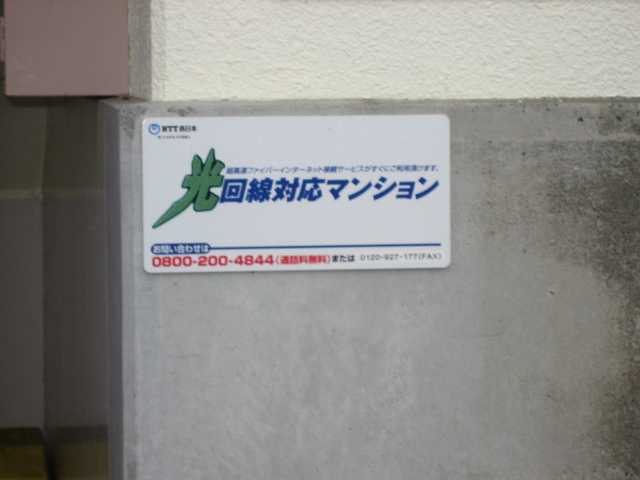 NTT西日本
超高速ファイバーインターネット接続サービスがすぐにご利用頂けます。
光回線対応マンション
お問い合わせは
0800-200-4844(通話料無料)または 0120-827-177(FAX)